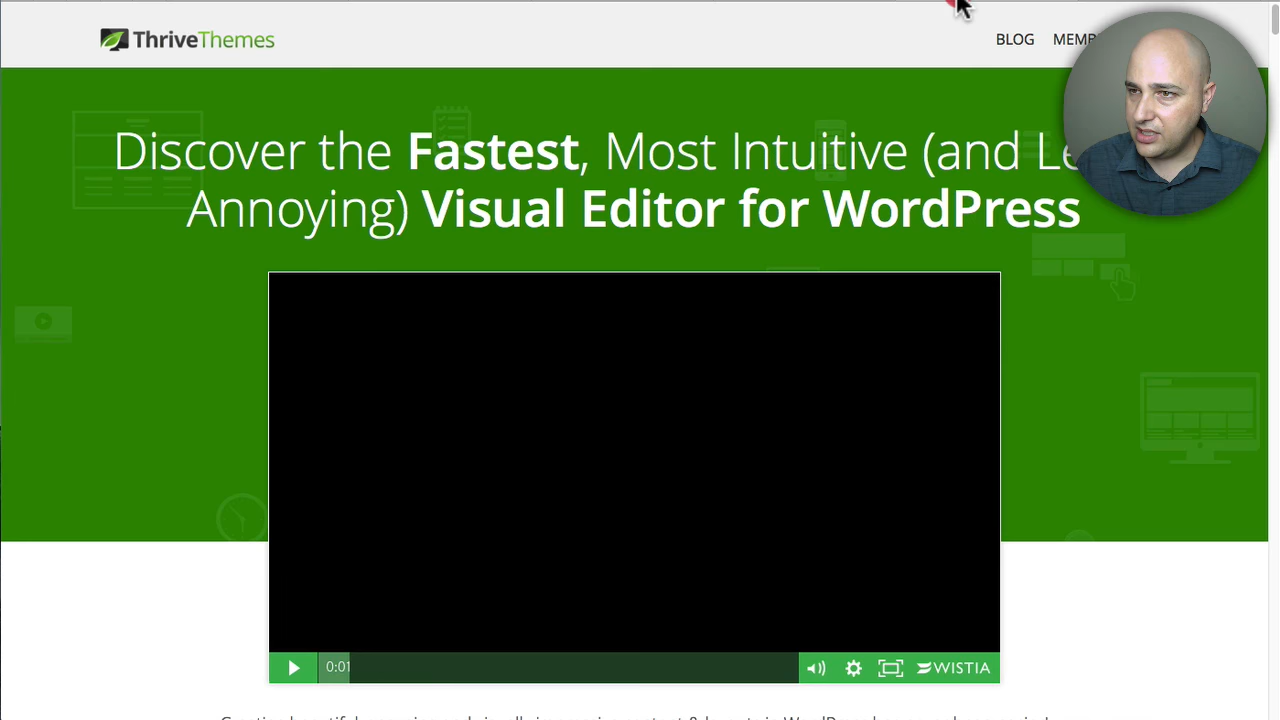 ThriveThemes
BLOG
Discover the Fastest, Most Intuitive (and
Annoying) Visual Editor for WordPress
0:01
WISTIA